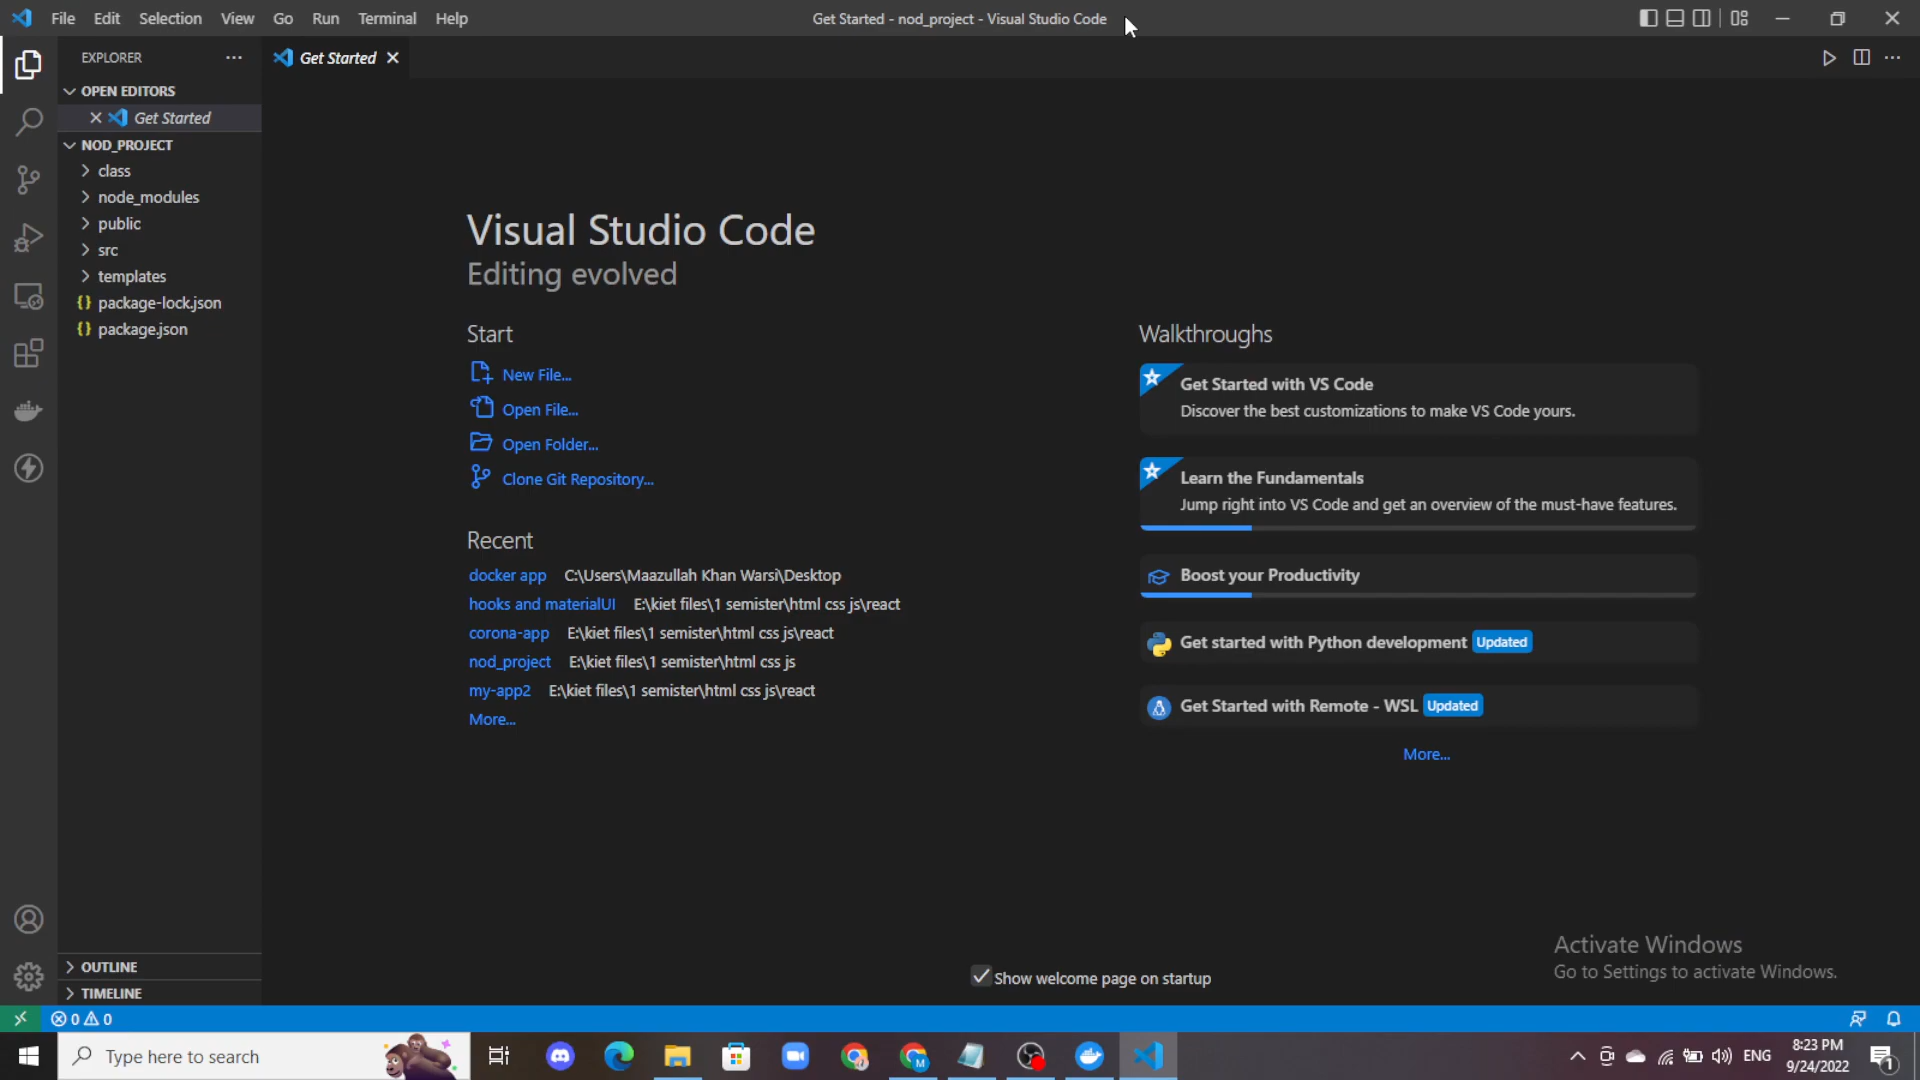 File Edit Selection View Go Run Terminal Help
Get Started - nod_project - Visual Studio Code
EXPLORER
Get Started
OPEN EDITORS
Get Started
NOD_PROJECT
class
node_modules
public
src
templates
package-lock.json
package.json
Visual Studio Code
Editing evolved
Start
New File...
Open File...
Open Folder...
Clone Git Repository...
Recent
docker app C:\Users\Maazullah Khan Warsi\Desktop
hooks and materialUI E:\kiet files\1 semister\html css js\react
corona-app E:\kiet files\1 semister\html css js\react
nod_project E:\kiet files\1 semister\html css js
my-app2 E:\kiet files\1 semister\html css js\react
More...
Walkthroughs
Get Started with VS Code
Discover the best customizations to make VS Code yours.
Learn the Fundamentals
Jump right into VS Code and get an overview of the must-have features.
Boost your Productivity
Get started with Python development Updated
Get Started with Remote - WSL Updated
More...
Show welcome page on startup
Activate Windows
Go to Settings to activate Windows.
OUTLINE
TIMELINE
0 0
Type here to search
ENG
8:23 PM
9/24/2022
1